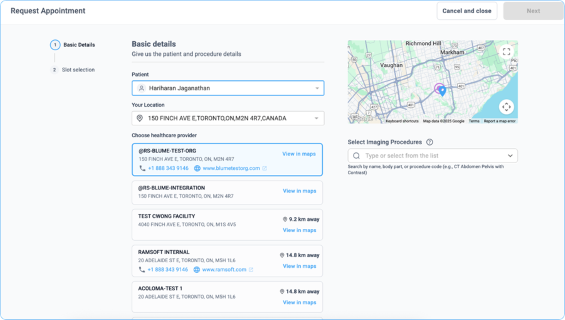 Request Appointment
Cancel and close
Next
1 Basic Details
2 Slot selection
Basic details
Give us the patient and procedure details
Patient
Hariharan Jaganathan
Your Location
150 FINCH AVE E,TORONTO,ON,M2N 4R7,CANADA
Choose healthcare provider
@RS-BLUME-TEST-ORG
150 FINCH AVE E, TORONTO, ON, M2N 4R7
View in maps
+1 888 343 9146 www.blumetestorg.com
@RS-BLUME-INTEGRATION
150 FINCH AVE E, TORONTO, ON, M2N 4R7
View in maps
TEST CWONG FACILITY
9.2 km away
4040 FINCH AVE E, TORONTO, ON, M1S 4V5
View in maps
RAMSOFT INTERNAL
14.8 km away
20 ADELAIDE ST E, TORONTO, ON, M5H 1L6
View in maps
+1 888 343 9146 www.ramsoft.com
ACOLOMA-TEST 1
14.8 km away
20 ADELAIDE ST E, TORONTO, ON, M5H 1L6
View in maps
Richmond Hill
Markham
Vaughan
Keyboard shortcuts Map data ©2025 Google Terms Report a map error
Select Imaging Procedures
Type or select from the list
Search by name, body part, or procedure code (e.g., CT Abdomen Pelvis with
Contrast)